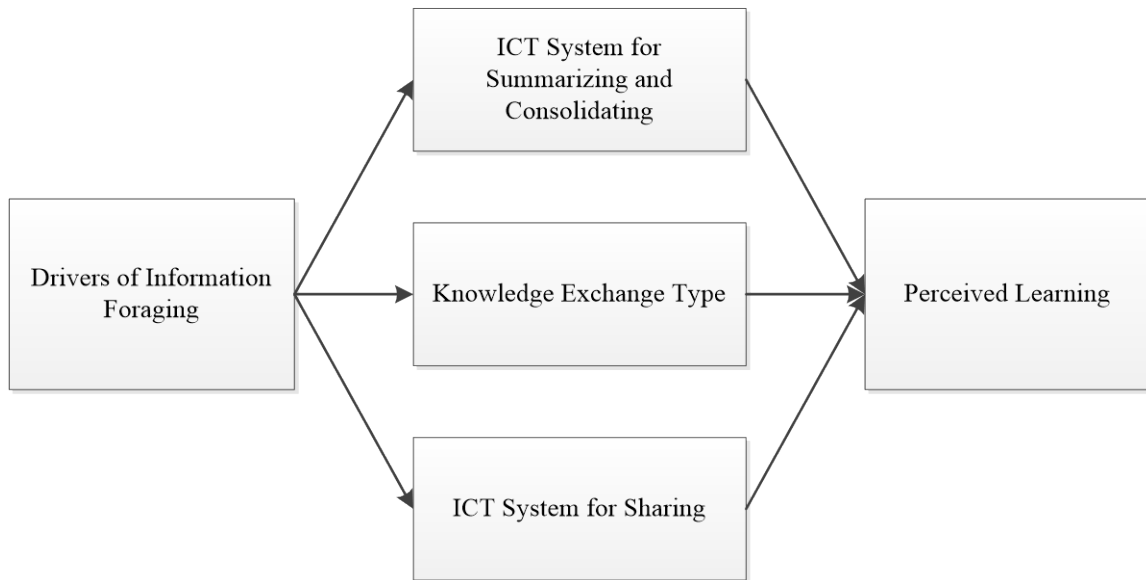 ICT System for
Summarizing and
Consolidating
Drivers of Information
Foraging
Knowledge Exchange Type
Perceived Learning
ICT System for Sharing